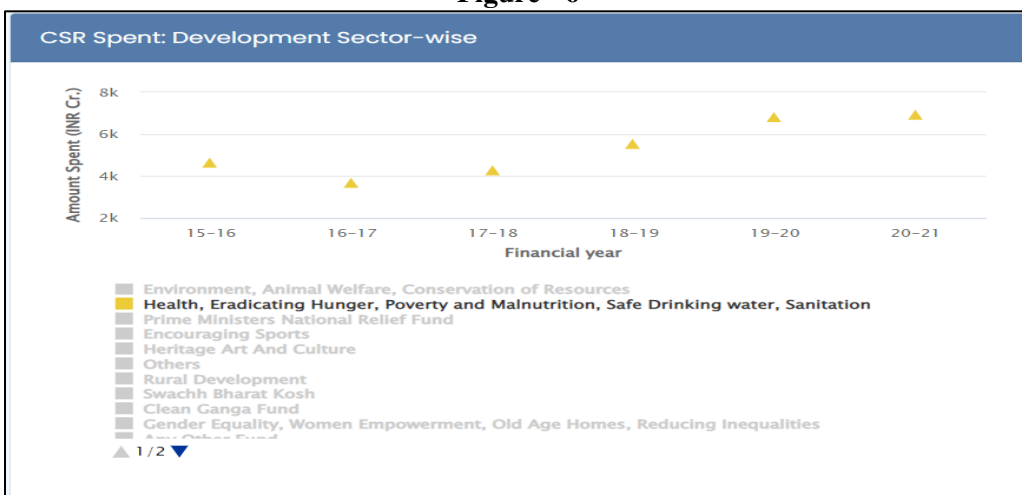 CSR Spent: Development Sector-wise
Amount Spent (INR Cr.)
8k
6k
4k
2k
15-16 16-17 17-18 18-19 19-20 20-21
Financial year
Environment, Animal Welfare, Conservation of Resources
Health, Eradicating Hunger, Poverty and Malnutrition, Safe Drinking water, Sanitation
Prime Ministers National Relief Fund
Encouraging Sports
Heritage Art And Culture
Others
Rural Development
Swachh Bharat Kosh
Clean Ganga Fund
Gender Equality, Women Empowerment, Old Age Homes, Reducing Inequalities
Any Other Fund
1/2